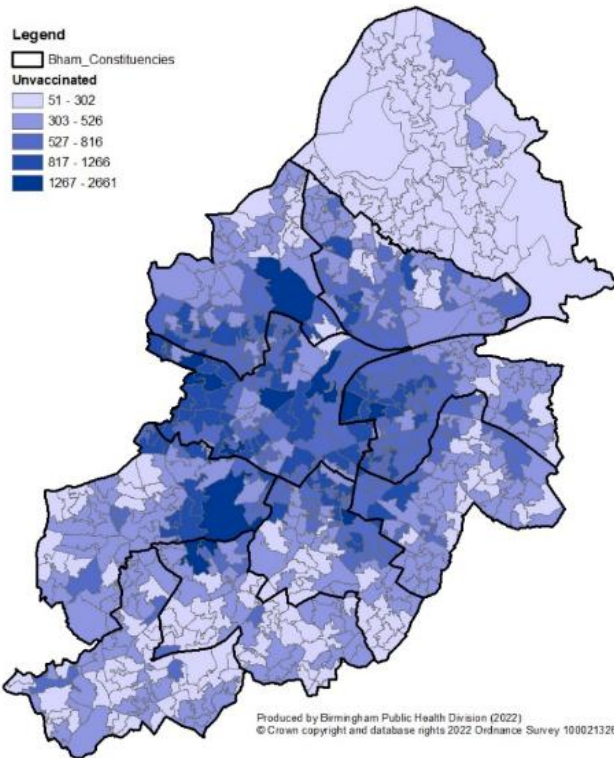 Legend
Bham_Constituencies
Unvaccinated
51 - 302
303 - 526
527 - 816
817 - 1266
1267 - 2661
Produced by Birmingham Public Health Division (2022)
© Crown copyright and database rights 2022 Ordnance Survey 100021326